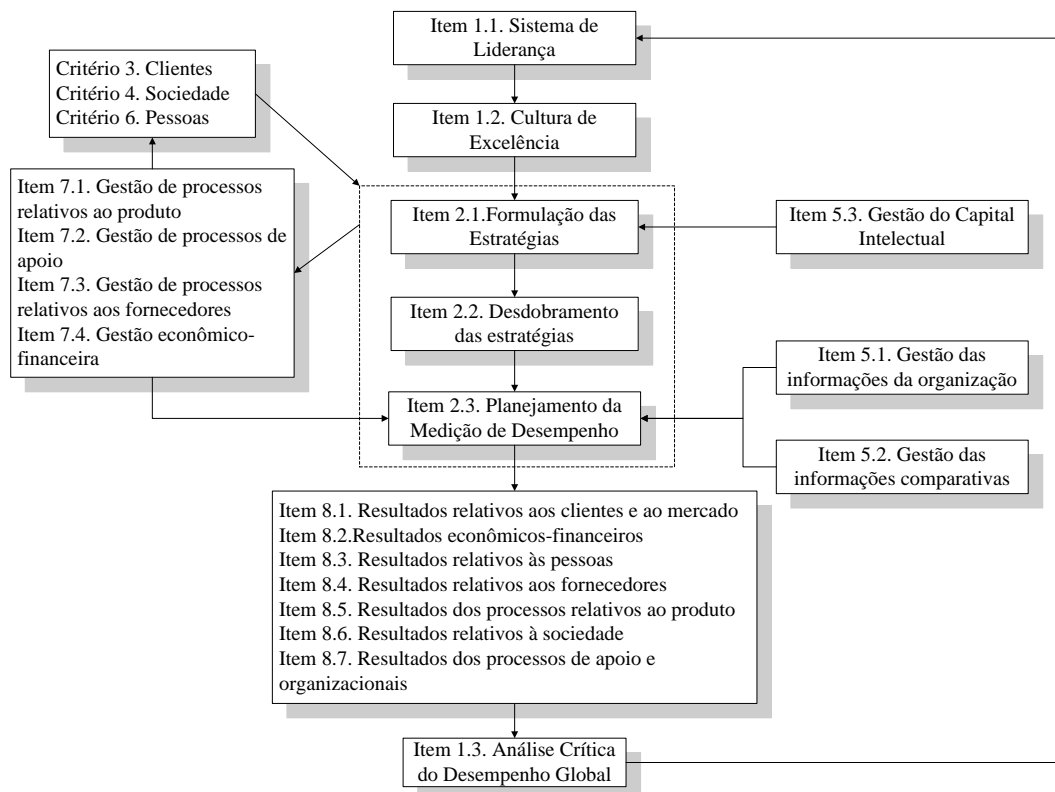 Item 1.1. Sistema de
Liderança
Critério 3. Clientes
Critério 4. Sociedade
Critério 6. Pessoas
Item 1.2. Cultura de
Excelência
Item 7.1. Gestão de processos
relativos ao produto
Item 7.2. Gestão de processos de
apoio
Item 7.3. Gestão de processos
relativos aos fornecedores
Item 7.4. Gestão econômico-
financeira
Item 2.1.Formulação das
Estratégias
Item 5.3. Gestão do Capital
Intelectual
Item 2.2. Desdobramento
das estratégias
Item 5.1. Gestão das
informações da organização
Item 2.3. Planejamento da
Medição de Desempenho
Item 5.2. Gestão das
informações comparativas
Item 8.1. Resultados relativos aos clientes e ao mercado
Item 8.2.Resultados econômicos-financeiros
Item 8.3. Resultados relativos às pessoas
Item 8.4. Resultados relativos aos fornecedores
Item 8.5. Resultados dos processos relativos ao produto
Item 8.6. Resultados relativos à sociedade
Item 8.7. Resultados dos processos de apoio e
organizacionais
Item 1.3. Análise Crítica
do Desempenho Global